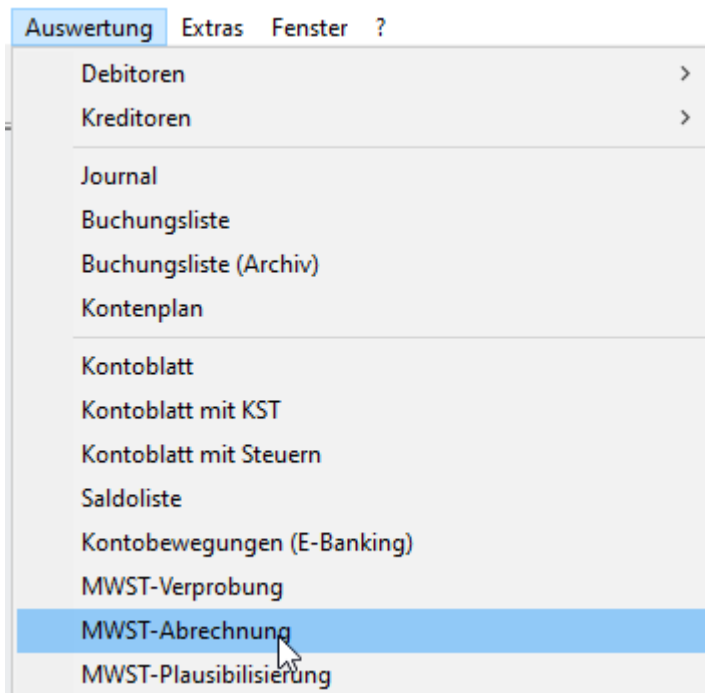 Auswertung Extras Fenster ?
Debitoren
Kreditoren
Journal
Buchungsliste
Buchungsliste (Archiv)
Kontenplan
Kontoblatt
Kontoblatt mit KST
Kontoblatt mit Steuern
Saldoliste
Kontobewegungen (E-Banking)
MWST-Verprobung
MWST-Abrechnung
MWST-Plausibilisierung